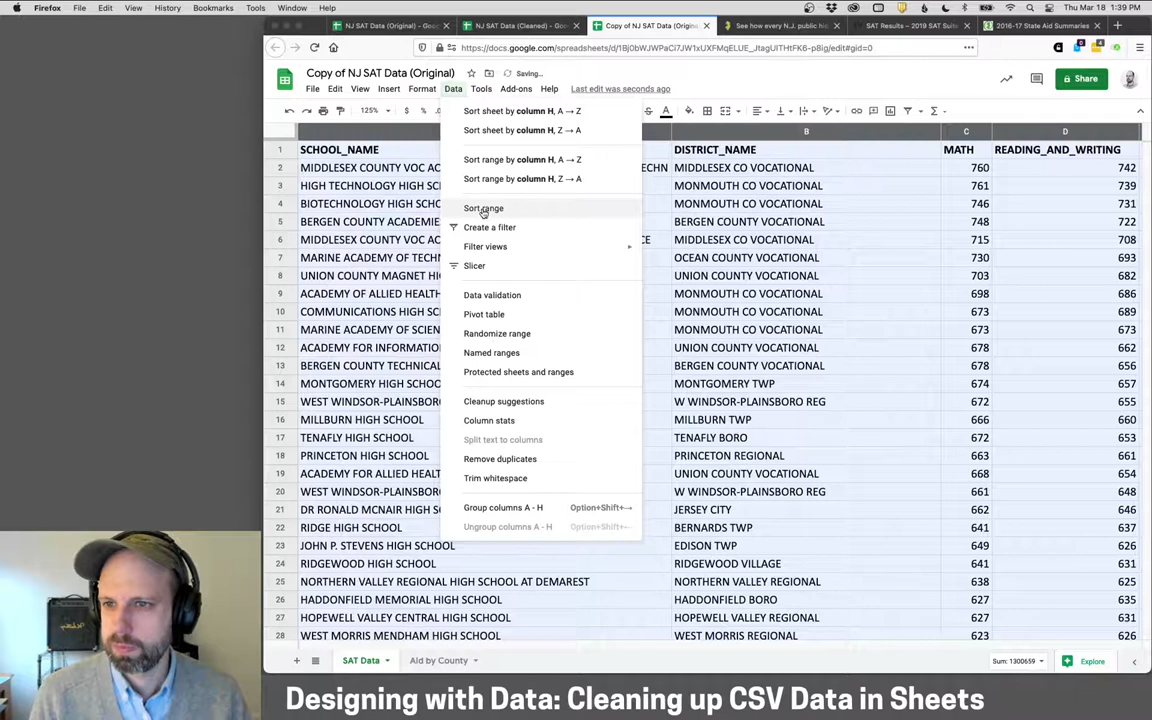 Firefox File Edit View History Bookmarks Tools Window Help Thu Mar 18 1:39 PM
NJ SAT Data (Original) – Goo
NJ SAT Data (Cleaned) – Goog
Copy of NJ SAT Data (Origina
See how every N.J. public hi
SAT Results – 2019 SAT Suite
2016-17 State Aid Summaries
https://docs.google.com/spreadsheets/d/1Bj0bWJWPaCi7JW1xUXFMqELUE_JtagUITHtFK6-p8ig/edit#gid=0
Copy of NJ SAT Data (Original) Saving...
File Edit View Insert Format Data Tools Add-ons Help Last edit was seconds ago
Share
125% $ %
Sort sheet by column H, A → Z
Sort sheet by column H, Z → A
Sort range by column H, A → Z
Sort range by column H, Z → A
Sort range
Create a filter
Filter views
Slicer
Data validation
Pivot table
Randomize range
Named ranges
Protected sheets and ranges
Cleanup suggestions
Column stats
Split text to columns
Remove duplicates
Trim whitespace
Group columns A - H Option+Shift+→
Ungroup columns A - H Option+Shift+←
B C D
1 SCHOOL_NAME DISTRICT_NAME MATH READING_AND_WRITING
2 MIDDLESEX COUNTY VOC AC ECHN MIDDLESEX CO VOCATIONAL 760 742
3 HIGH TECHNOLOGY HIGH SC MONMOUTH CO VOCATIONAL 761 739
4 BIOTECHNOLOGY HIGH SCH MONMOUTH CO VOCATIONAL 746 731
5 BERGEN COUNTY ACADEMIE BERGEN COUNTY VOCATIONAL 748 722
6 MIDDLESEX COUNTY VOC AC CE MIDDLESEX CO VOCATIONAL 715 708
7 MARINE ACADEMY OF TECH OCEAN COUNTY VOCATIONAL 730 693
8 UNION COUNTY MAGNET HI UNION COUNTY VOCATIONAL 703 682
9 ACADEMY OF ALLIED HEALTH MONMOUTH CO VOCATIONAL 698 686
10 COMMUNICATIONS HIGH SC MONMOUTH CO VOCATIONAL 673 689
11 MARINE ACADEMY OF SCIEN MONMOUTH CO VOCATIONAL 673 673
12 ACADEMY FOR INFORMATIO UNION COUNTY VOCATIONAL 678 662
13 BERGEN COUNTY TECHNICAL BERGEN COUNTY VOCATIONAL 678 656
14 MONTGOMERY HIGH SCHOO MONTGOMERY TWP 674 657
15 WEST WINDSOR-PLAINSBORO W WINDSOR-PLAINSBORO REG 672 655
16 MILLBURN HIGH SCHOOL MILLBURN TWP 666 660
17 TENAFLY HIGH SCHOOL TENAFLY BORO 672 653
18 PRINCETON HIGH SCHOOL PRINCETON REGIONAL 663 661
19 ACADEMY FOR ALLIED HEALT UNION COUNTY VOCATIONAL 668 654
20 WEST WINDSOR-PLAINSBORO W WINDSOR-PLAINSBORO REG 661 648
21 DR RONALD MCNAIR HIGH S JERSEY CITY 662 646
22 RIDGE HIGH SCHOOL BERNARDS TWP 641 637
23 JOHN P. STEVENS HIGH SCHOOL EDISON TWP 649 626
24 RIDGEWOOD HIGH SCHOOL RIDGEWOOD VILLAGE 641 631
25 NORTHERN VALLEY REGIONAL HIGH SCHOOL AT DEMAREST NORTHERN VALLEY REGIONAL 638 625
26 HADDONFIELD MEMORIAL HIGH SCHOOL HADDONFIELD BORO 627 635
27 HOPEWELL VALLEY CENTRAL HIGH SCHOOL HOPEWELL VALLEY REGIONAL 627 631
28 WEST MORRIS MENDHAM HIGH SCHOOL WEST MORRIS REGIONAL 623 626
SAT Data Aid by County Sum: 1300659 Explore
Designing with Data: Cleaning up CSV Data in Sheets